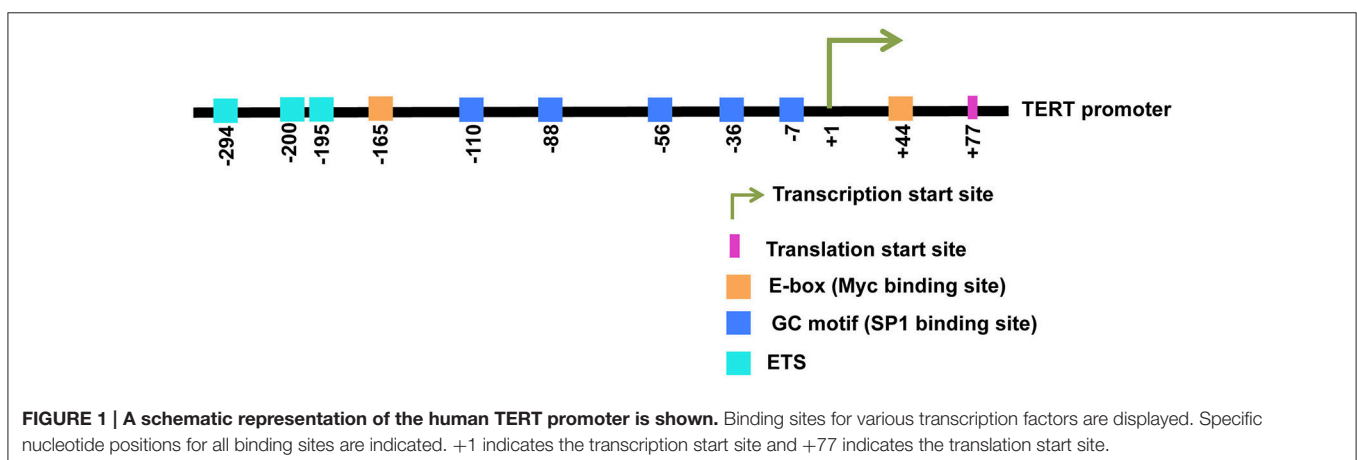 TERT promoter
-294
-200
-195
-165
-110
-88
-56
-36
-7
+1
+44
+77
Transcription start site
Translation start site
E-box (Myc binding site)
GC motif (SP1 binding site)
ETS
FIGURE 1 | A schematic representation of the human TERT promoter is shown. Binding sites for various transcription factors are displayed. Specific
nucleotide positions for all binding sites are indicated. +1 indicates the transcription start site and +77 indicates the translation start site.